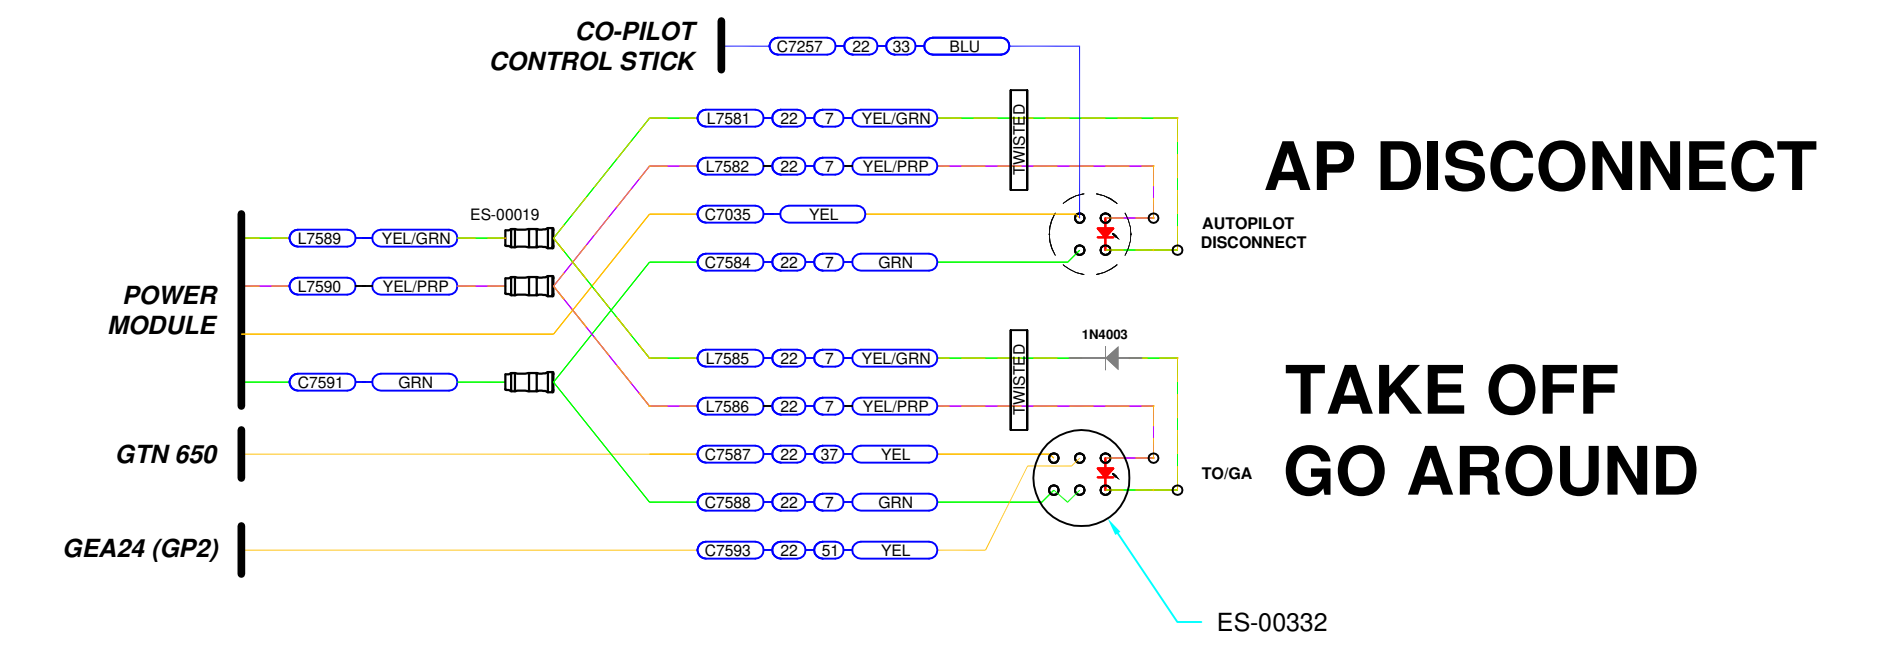 CO-PILOT
CONTROL STICK
C7257 22 33 BLU
L7581 22 7 YEL/GRN
TWISTED
L7582 22 7 YEL/PRP
AP DISCONNECT
ES-00019
C7035 YEL
AUTOPILOT
DISCONNECT
L7589 YEL/GRN
C7584 22 7 GRN
L7590 YEL/PRP
POWER
MODULE
1N4003
L7585 22 7 YEL/GRN
TWISTED
C7591 GRN
L7586 22 7 YEL/PRP
TAKE OFF
GO AROUND
GTN 650
C7587 22 37 YEL
TO/GA
C7588 22 7 GRN
GEA24 (GP2)
C7593 22 51 YEL
ES-00332